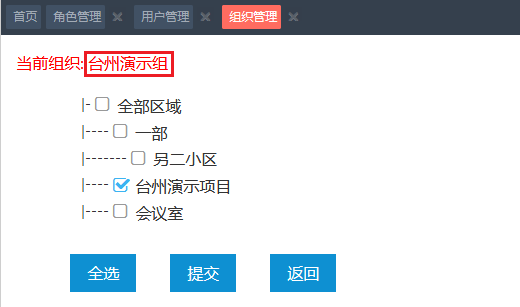 首页 角色管理 用户管理 组织管理
当前组织:台州演示组
|- 全部区域
|---- 一部
|------- 另二小区
|---- 台州演示项目
|---- 会议室
全选 提交 返回